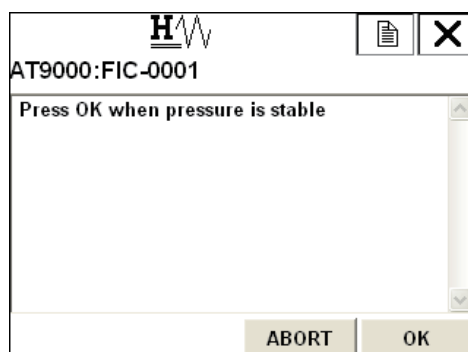 H
AT9000:FIC-0001
Press OK when pressure is stable
ABORT
OK